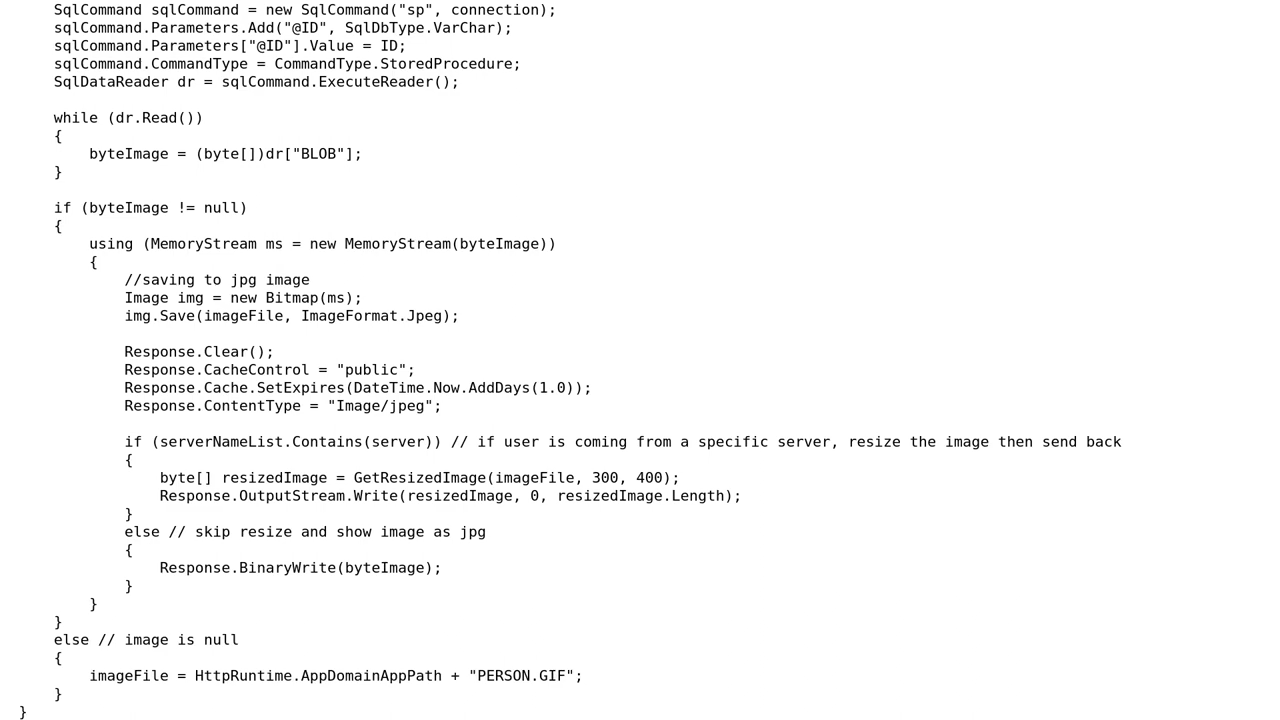 SqlCommand sqlCommand = new SqlCommand("sp", connection);
sqlCommand.Parameters.Add("@ID", SqlDbType.VarChar);
sqlCommand.Parameters["@ID"].Value = ID;
sqlCommand.CommandType = CommandType.StoredProcedure;
SqlDataReader dr = sqlCommand.ExecuteReader();

while (dr.Read())
{
    byteImage = (byte[])dr["BLOB"];
}

if (byteImage != null)
{
    using (MemoryStream ms = new MemoryStream(byteImage))
    {
        //saving to jpg image
        Image img = new Bitmap(ms);
        img.Save(imageFile, ImageFormat.Jpeg);

        Response.Clear();
        Response.CacheControl = "public";
        Response.Cache.SetExpires(DateTime.Now.AddDays(1.0));
        Response.ContentType = "Image/jpeg";

        if (serverNameList.Contains(server)) // if user is coming from a specific server, resize the image then send back
        {
            byte[] resizedImage = GetResizedImage(imageFile, 300, 400);
            Response.OutputStream.Write(resizedImage, 0, resizedImage.Length);
        }
        else // skip resize and show image as jpg
        {
            Response.BinaryWrite(byteImage);
        }
    }
}
else // image is null
{
    imageFile = HttpRuntime.AppDomainAppPath + "PERSON.GIF";
}
}